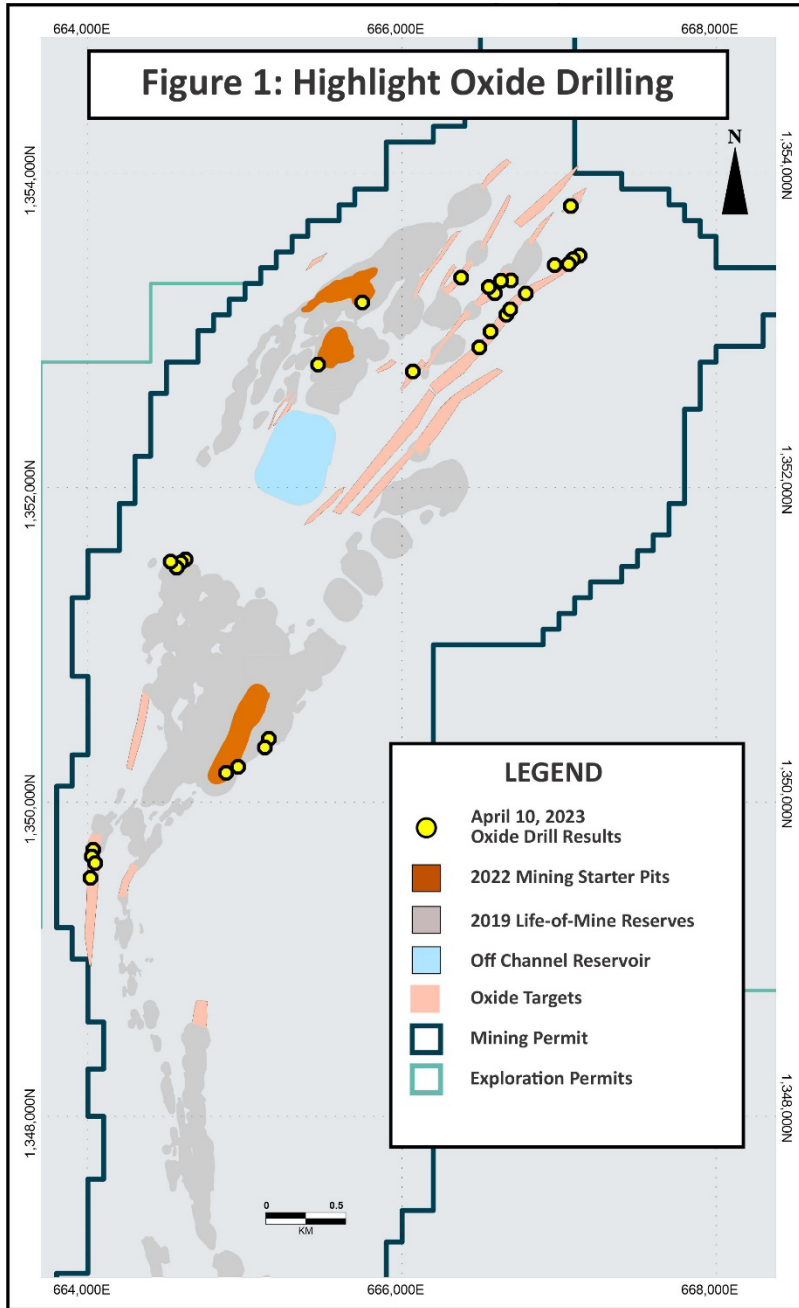 664,000E
666,000E
668,000E
Figure 1: Highlight Oxide Drilling
N
1,354,000N
1,354,000N
1,352,000N
1,352,000N
1,350,000N
1,350,000N
1,348,000N
1,348,000N
LEGEND
April 10, 2023
Oxide Drill Results
2022 Mining Starter Pits
2019 Life-of-Mine Reserves
Off Channel Reservoir
Oxide Targets
Mining Permit
Exploration Permits
0 0.5
KM
664,000E
666,000E
668,000E